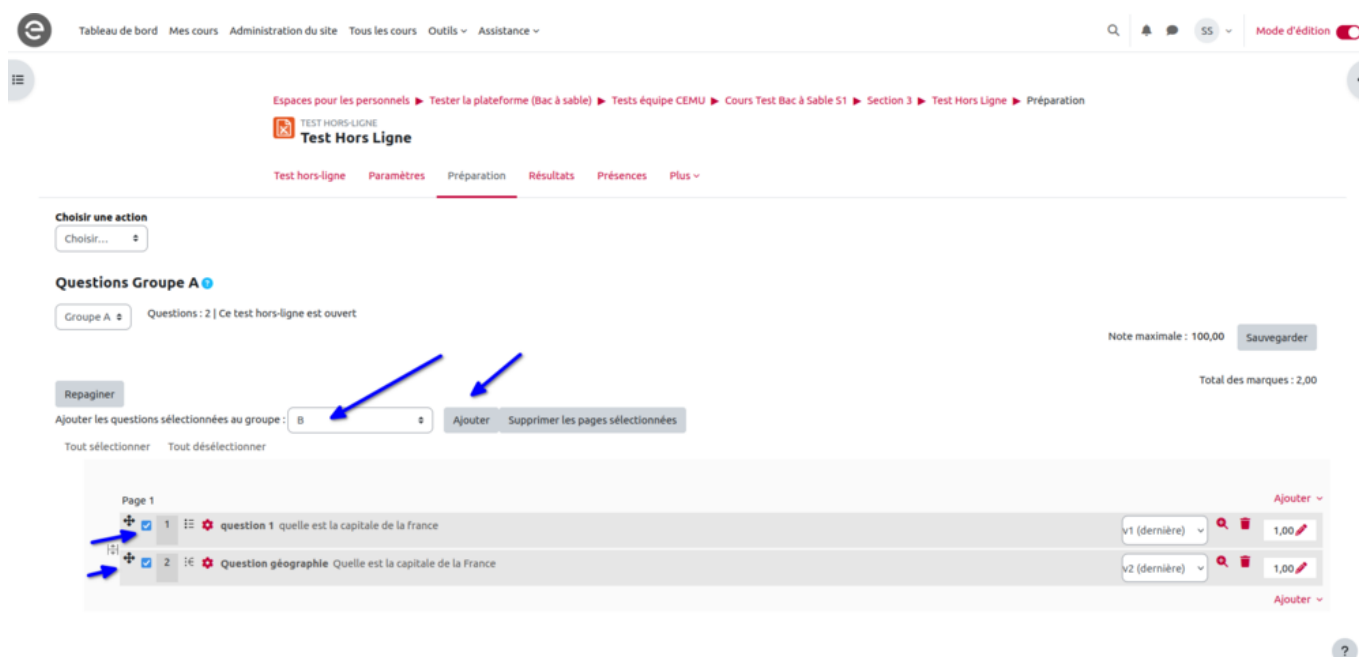 Tableau de bord Mes cours Administration du site Tous les cours Outils Assistance SS Mode d'édition
Espaces pour les personnels ▶ Tester la plateforme (Bac à sable) ▶ Tests équipe CEMU ▶ Cours Test Bac à Sable S1 ▶ Section 3 ▶ Test Hors Ligne ▶ Préparation
TEST HORS-LIGNE
Test Hors Ligne
Test hors-ligne Paramètres Préparation Résultats Présences Plus
Choisir une action
Choisir...
Questions Groupe A ?
Groupe A Questions : 2 | Ce test hors-ligne est ouvert
Note maximale : 100,00 Sauvegarder
Total des marques : 2,00
Repaginer
Ajouter les questions sélectionnées au groupe : B Ajouter Supprimer les pages sélectionnées
Tout sélectionner Tout désélectionner
Page 1 Ajouter
1 question 1 quelle est la capitale de la france v1 (dernière) 1,00
2 Question géographie Quelle est la capitale de la France v2 (dernière) 1,00
Ajouter
?